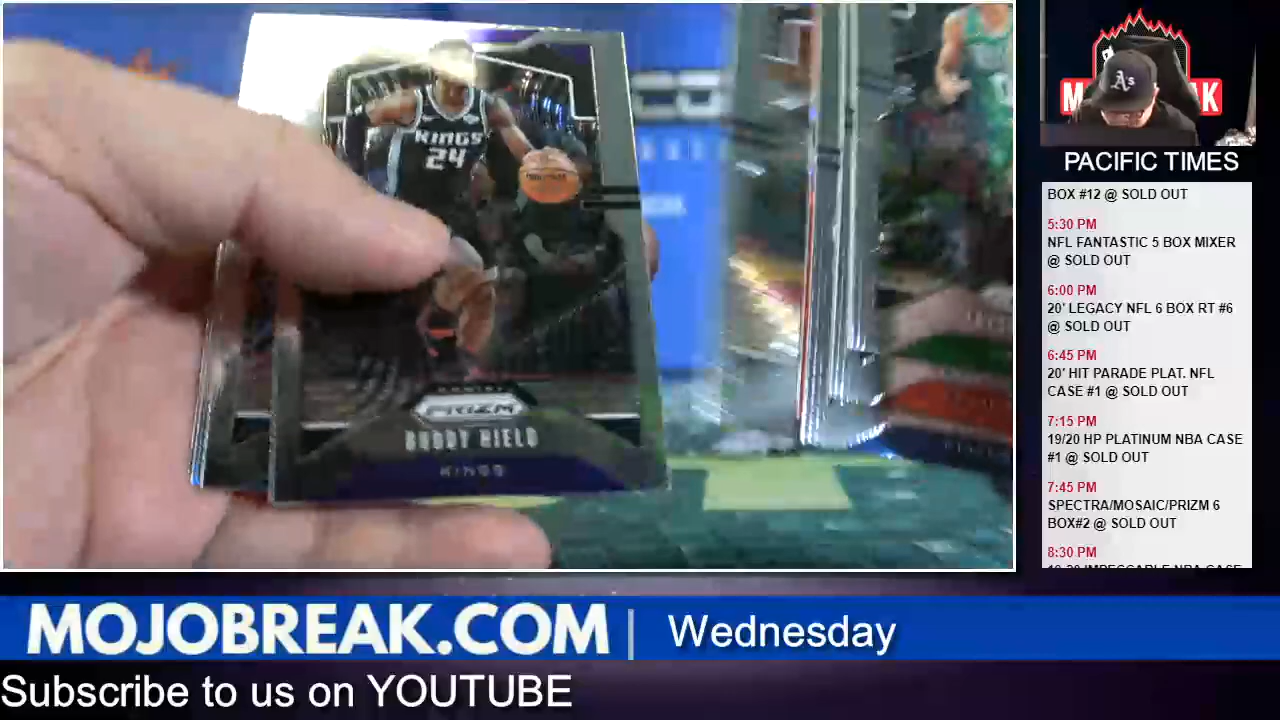 KINGS
24
PRIZM
BUDDY HIELD
KINGS
A's
PACIFIC TIMES
BOX #12 @ SOLD OUT
5:30 PM
NFL FANTASTIC 5 BOX MIXER
@ SOLD OUT
6:00 PM
20' LEGACY NFL 6 BOX RT #6
@ SOLD OUT
6:45 PM
20' HIT PARADE PLAT. NFL
CASE #1 @ SOLD OUT
7:15 PM
19/20 HP PLATINUM NBA CASE
#1 @ SOLD OUT
7:45 PM
SPECTRA/MOSAIC/PRIZM 6
BOX#2 @ SOLD OUT
8:30 PM
MOJOBREAK.COM | Wednesday
Subscribe to us on YOUTUBE